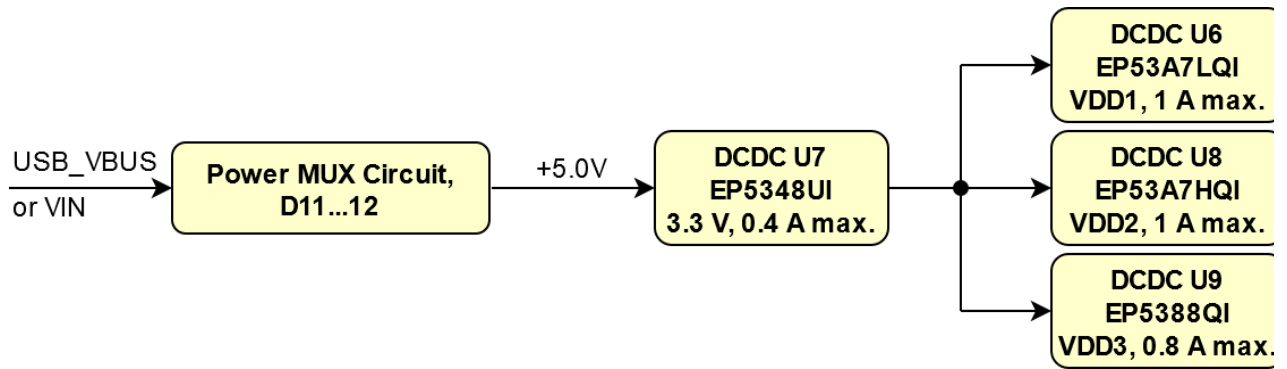 USB_VBUS
or VIN
Power MUX Circuit,
D11...12
+5.0V
DCDC U7
EP5348UI
3.3 V, 0.4 A max.
DCDC U6
EP53A7LQI
VDD1, 1 A max.
DCDC U8
EP53A7HQI
VDD2, 1 A max.
DCDC U9
EP5388QI
VDD3, 0.8 A max.